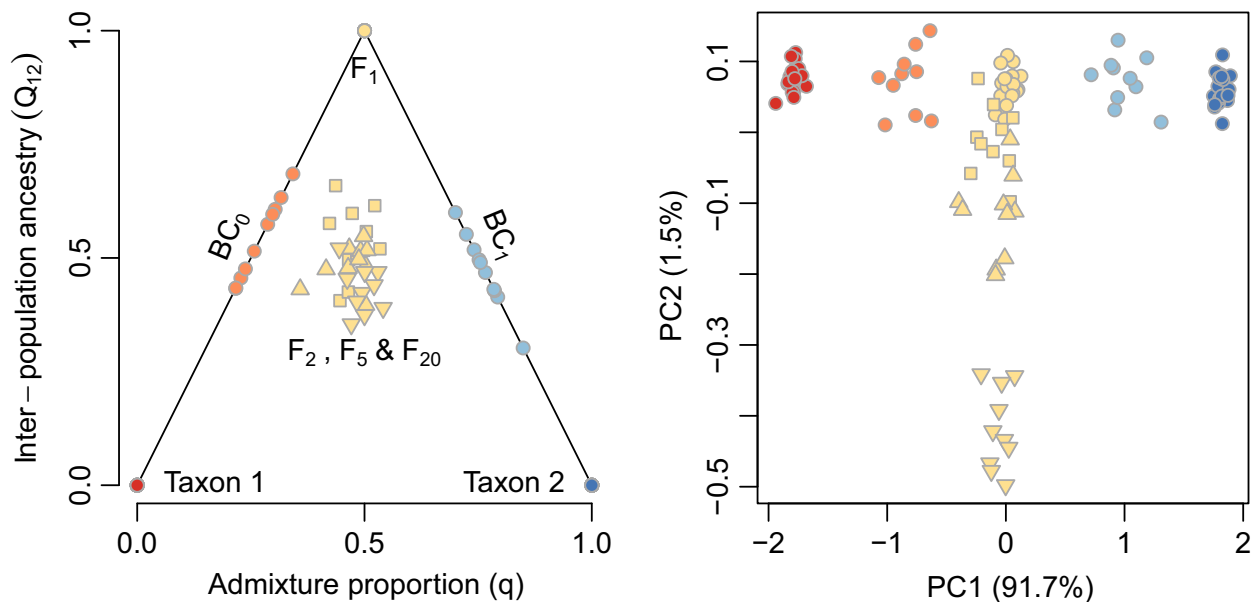 Inter−population ancestry (Q₁₂)
1.0
0.5
0.0
F₁
BC₀
BC₁
F₂ , F₅ & F₂₀
Taxon 1
Taxon 2
0.0
0.5
1.0
Admixture proportion (q)
PC2 (1.5%)
0.1
−0.1
−0.3
−0.5
−2
−1
0
1
2
PC1 (91.7%)